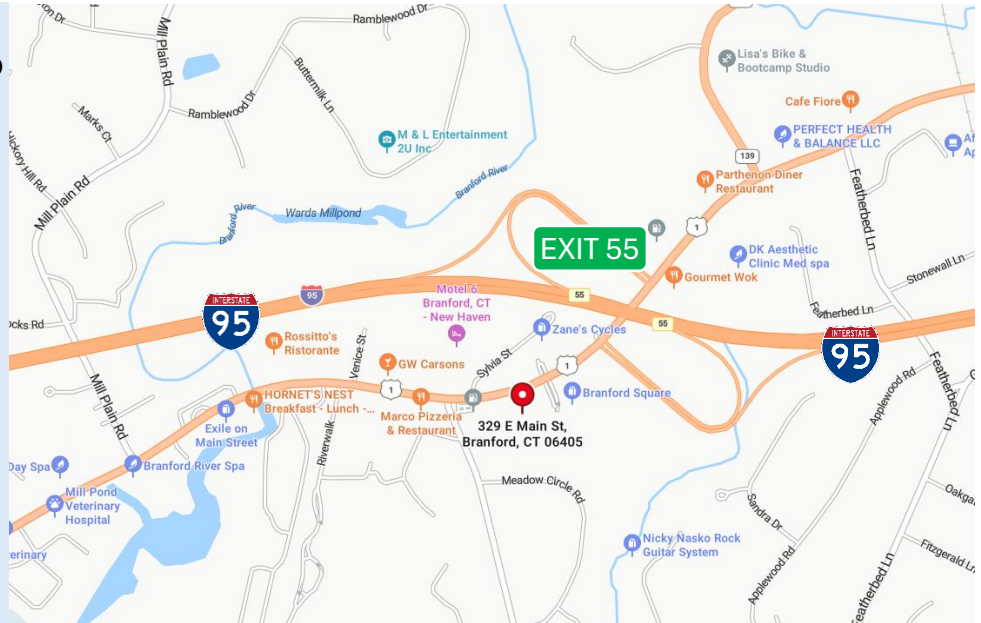 Ramblewood Dr
Mill Plain Rd
Lisa's Bike &
Bootcamp Studio
Buttermilk Ln
Cafe Fiore
Ramblewood Dr
Marks Ct
M & L Entertainment
2U Inc
PERFECT HEALTH
& BALANCE LLC
Hickory Hill Rd
139
Mill Plain Rd
Branford River
Parthenon Diner
Restaurant
Featherbed Ln
Branford River
Wards Millpond
1
EXIT 55
DK Aesthetic
Clinic Med spa
Gourmet Wok
Stonewall Ln
95
Motel 6
Branford, CT
- New Haven
55
INTERSTATE
95
Featherbed Ln
55
Zane's Cycles
INTERSTATE
95
Rossitto's
Ristorante
Venice St
GW Carsons
Sylvia St
1
Mill Plain Rd
HORNET'S NEST
Breakfast - Lunch -...
1
Branford Square
Applewood Rd
Featherbed Ln
Marco Pizzeria
& Restaurant
329 E Main St,
Branford, CT 06405
Exile on
Main Street
Riverwalk
Day Spa
Branford River Spa
Meadow Circle Rd
Mill Pond
Veterinary
Hospital
Sandra Dr
Nicky Nasko Rock
Guitar System
Applewood Rd
Fitzgerald Ln
Featherbed Ln